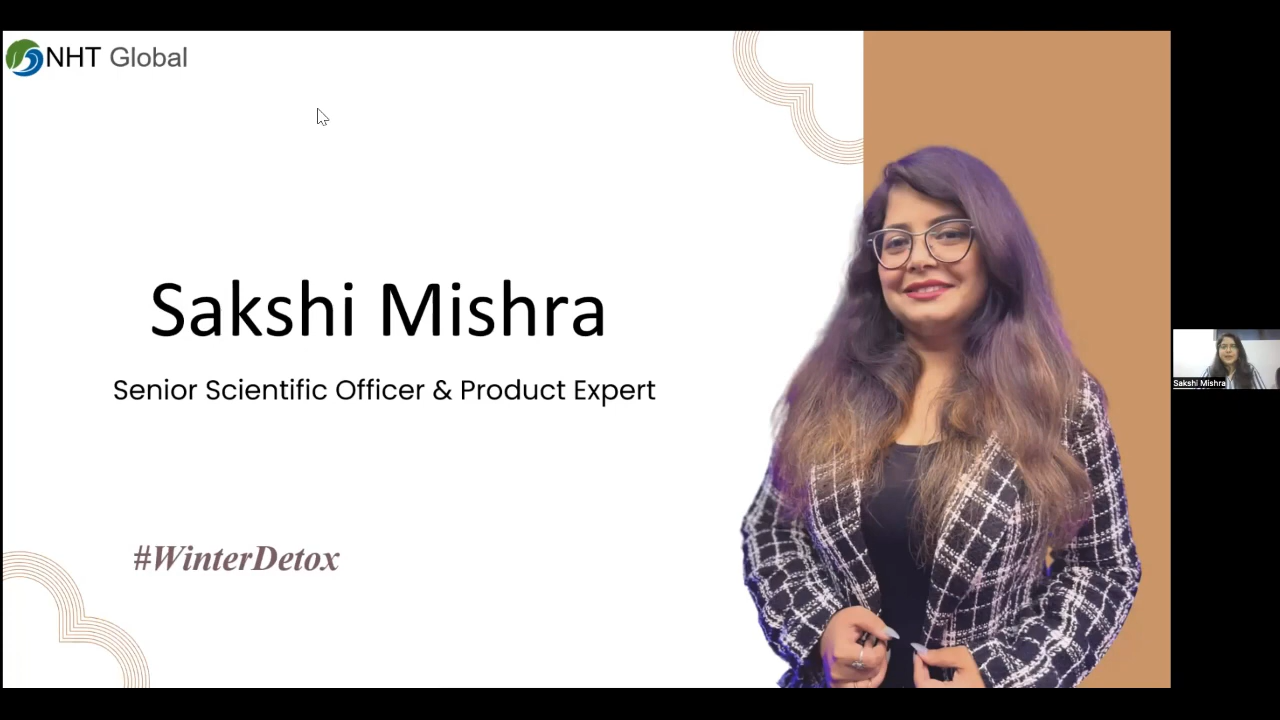 NHT Global
Sakshi Mishra
Senior Scientific Officer & Product Expert
#WinterDetox
Sakshi Mishra